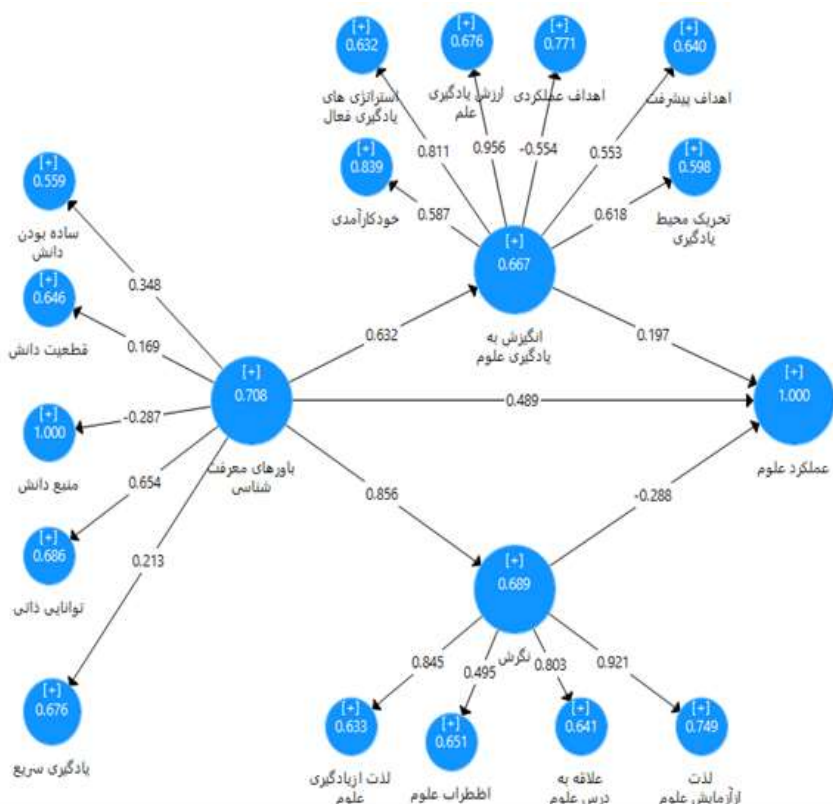 [+]
0.632
استراتژی های
یادگیری فعال
[+]
0.676
ارزش یادگیری
علم
[+]
0.771
اهداف عملکردی
[+]
0.640
اهداف پیشرفت
[+]
0.839
خودکارآمدی
[+]
0.598
تحریک محیط
یادگیری
0.811
0.956
-0.554
0.553
0.587
0.618
[+]
0.559
ساده بودن
دانش
[+]
0.646
قطعیت دانش
[+]
1.000
منبع دانش
[+]
0.686
توانایی ذاتی
[+]
0.676
یادگیری سریع
0.348
0.169
-0.287
0.654
0.213
[+]
0.708
باورهای معرفت
شناسی
[+]
0.667
انگیزش به
یادگیری علوم
0.632
0.197
0.489
0.856
-0.288
[+]
1.000
عملکرد علوم
[+]
0.689
نگرش
0.845
0.495
0.803
0.921
[+]
0.633
لذت ازیادگیری
علوم
[+]
0.651
اظطراب علوم
[+]
0.641
علاقه به
درس علوم
[+]
0.749
لذت
ازآزمایش علوم